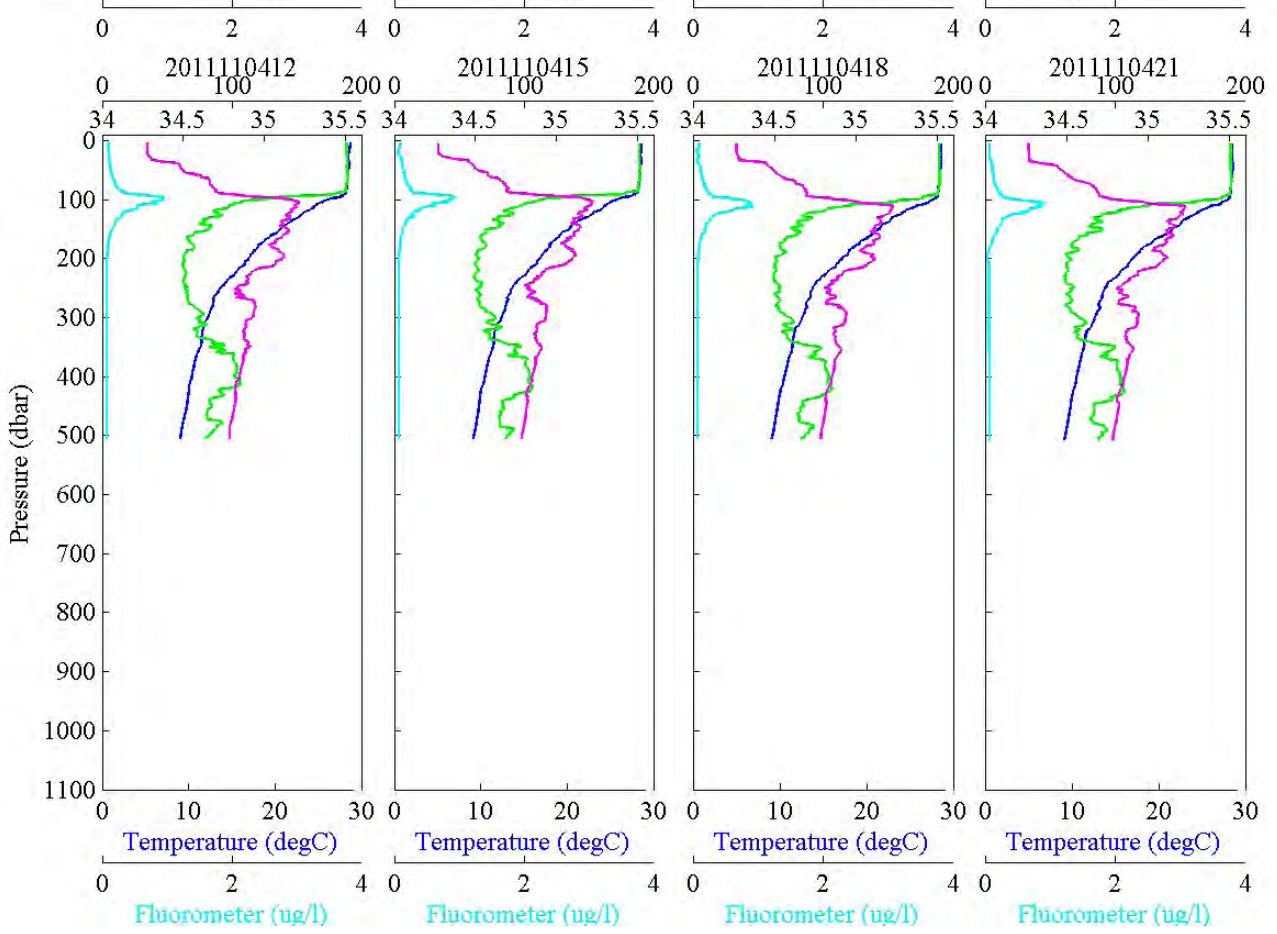 0 2 4 0 2 4 0 2 4 0 2 4
2011110412 2011110415 2011110418 2011110421
0 100 200 0 100 200 0 100 200 0 100 200
34 34.5 35 35.5 34 34.5 35 35.5 34 34.5 35 35.5 34 34.5 35 35.5
0
100
200
300
400
500
600
700
800
900
1000
1100
Pressure (dbar)
0 10 20 30 0 10 20 30 0 10 20 30 0 10 20 30
Temperature (degC) Temperature (degC) Temperature (degC) Temperature (degC)
0 2 4 0 2 4 0 2 4 0 2 4
Fluorometer (ug/l) Fluorometer (ug/l) Fluorometer (ug/l) Fluorometer (ug/l)